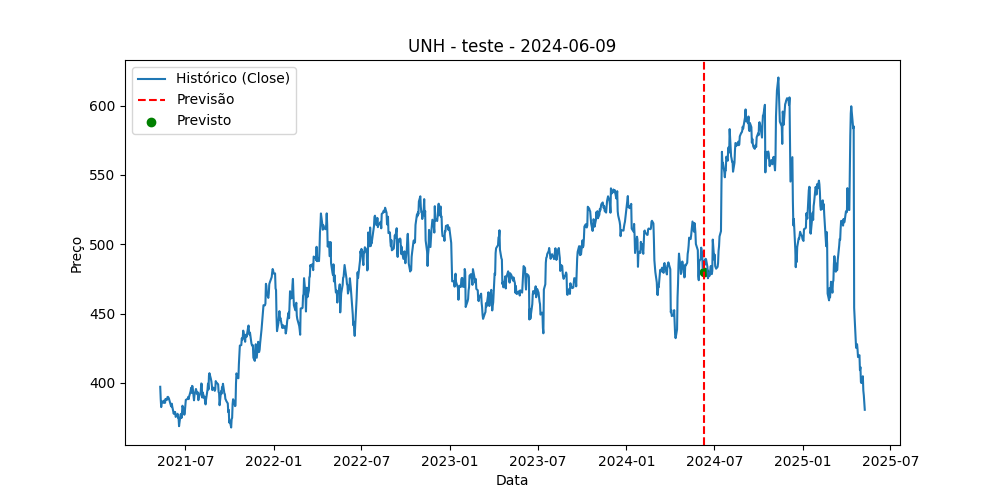 UNH - teste - 2024-06-09
Histórico (Close)
Previsão
Previsto
600
550
500
450
400
Preço
2021-07 2022-01 2022-07 2023-01 2023-07 2024-01 2024-07 2025-01 2025-07
Data